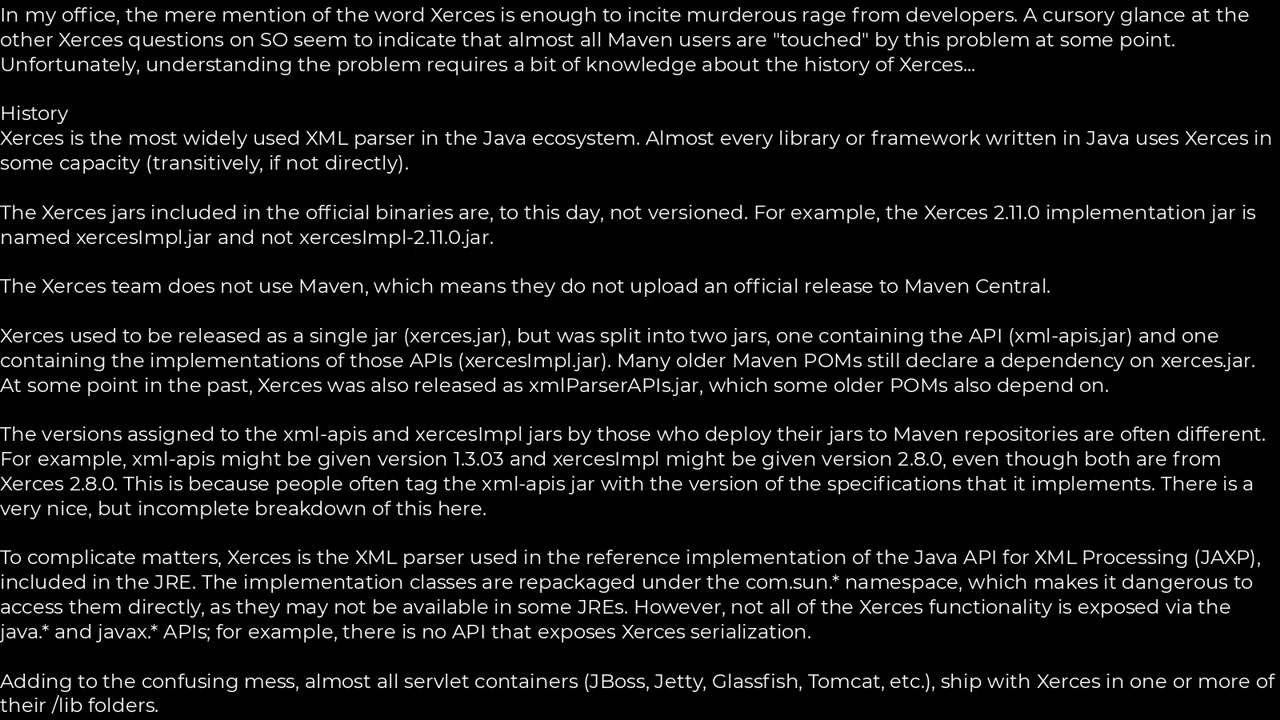 In my office, the mere mention of the word Xerces is enough to incite murderous rage from developers. A cursory glance at the
other Xerces questions on SO seem to indicate that almost all Maven users are "touched" by this problem at some point.
Unfortunately, understanding the problem requires a bit of knowledge about the history of Xerces...
History
Xerces is the most widely used XML parser in the Java ecosystem. Almost every library or framework written in Java uses Xerces in
some capacity (transitively, if not directly).
The Xerces jars included in the official binaries are, to this day, not versioned. For example, the Xerces 2.11.0 implementation jar is
named xercesImpl.jar and not xercesImpl-2.11.0.jar.
The Xerces team does not use Maven, which means they do not upload an official release to Maven Central.
Xerces used to be released as a single jar (xerces.jar), but was split into two jars, one containing the API (xml-apis.jar) and one
containing the implementations of those APIs (xercesImpl.jar). Many older Maven POMs still declare a dependency on xerces.jar.
At some point in the past, Xerces was also released as xmlParserAPIs.jar, which some older POMs also depend on.
The versions assigned to the xml-apis and xercesImpl jars by those who deploy their jars to Maven repositories are often different.
For example, xml-apis might be given version 1.3.03 and xercesImpl might be given version 2.8.0, even though both are from
Xerces 2.8.0. This is because people often tag the xml-apis jar with the version of the specifications that it implements. There is a
very nice, but incomplete breakdown of this here.
To complicate matters, Xerces is the XML parser used in the reference implementation of the Java API for XML Processing (JAXP),
included in the JRE. The implementation classes are repackaged under the com.sun.* namespace, which makes it dangerous to
access them directly, as they may not be available in some JREs. However, not all of the Xerces functionality is exposed via the
java.* and javax.* APIs; for example, there is no API that exposes Xerces serialization.
Adding to the confusing mess, almost all servlet containers (JBoss, Jetty, Glassfish, Tomcat, etc.), ship with Xerces in one or more of
their /lib folders.